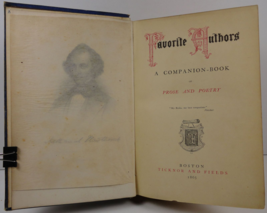 Favorite Authors
A COMPANION-BOOK
OF
PROSE AND POETRY
BOSTON
TICKNOR AND FIELDS